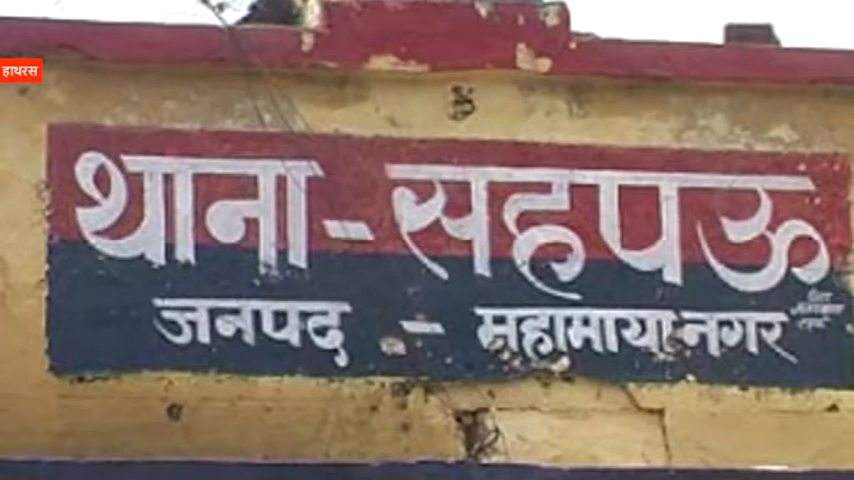 हाथरस
थाना - सहपऊ
जनपद - महामायानगर